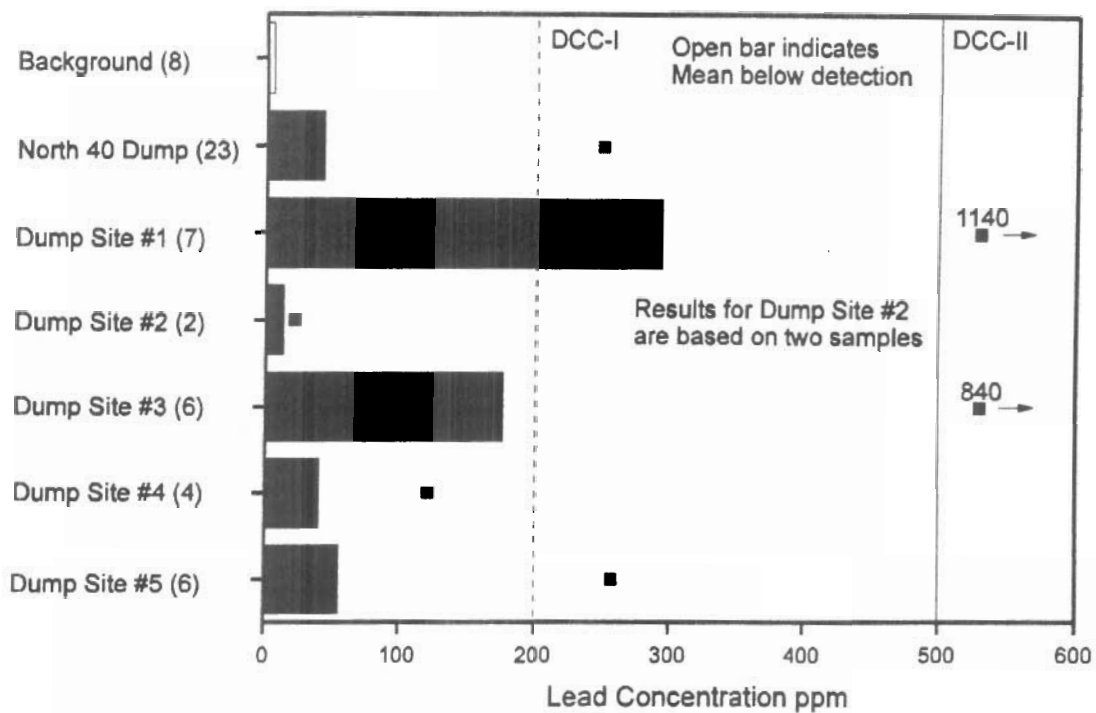 DCC-I
Open bar indicates
Mean below detection
DCC-II
Background (8)
North 40 Dump (23)
Dump Site #1 (7)
1140
Dump Site #2 (2)
Results for Dump Site #2
are based on two samples
Dump Site #3 (6)
840
Dump Site #4 (4)
Dump Site #5 (6)
0 100 200 300 400 500 600
Lead Concentration ppm